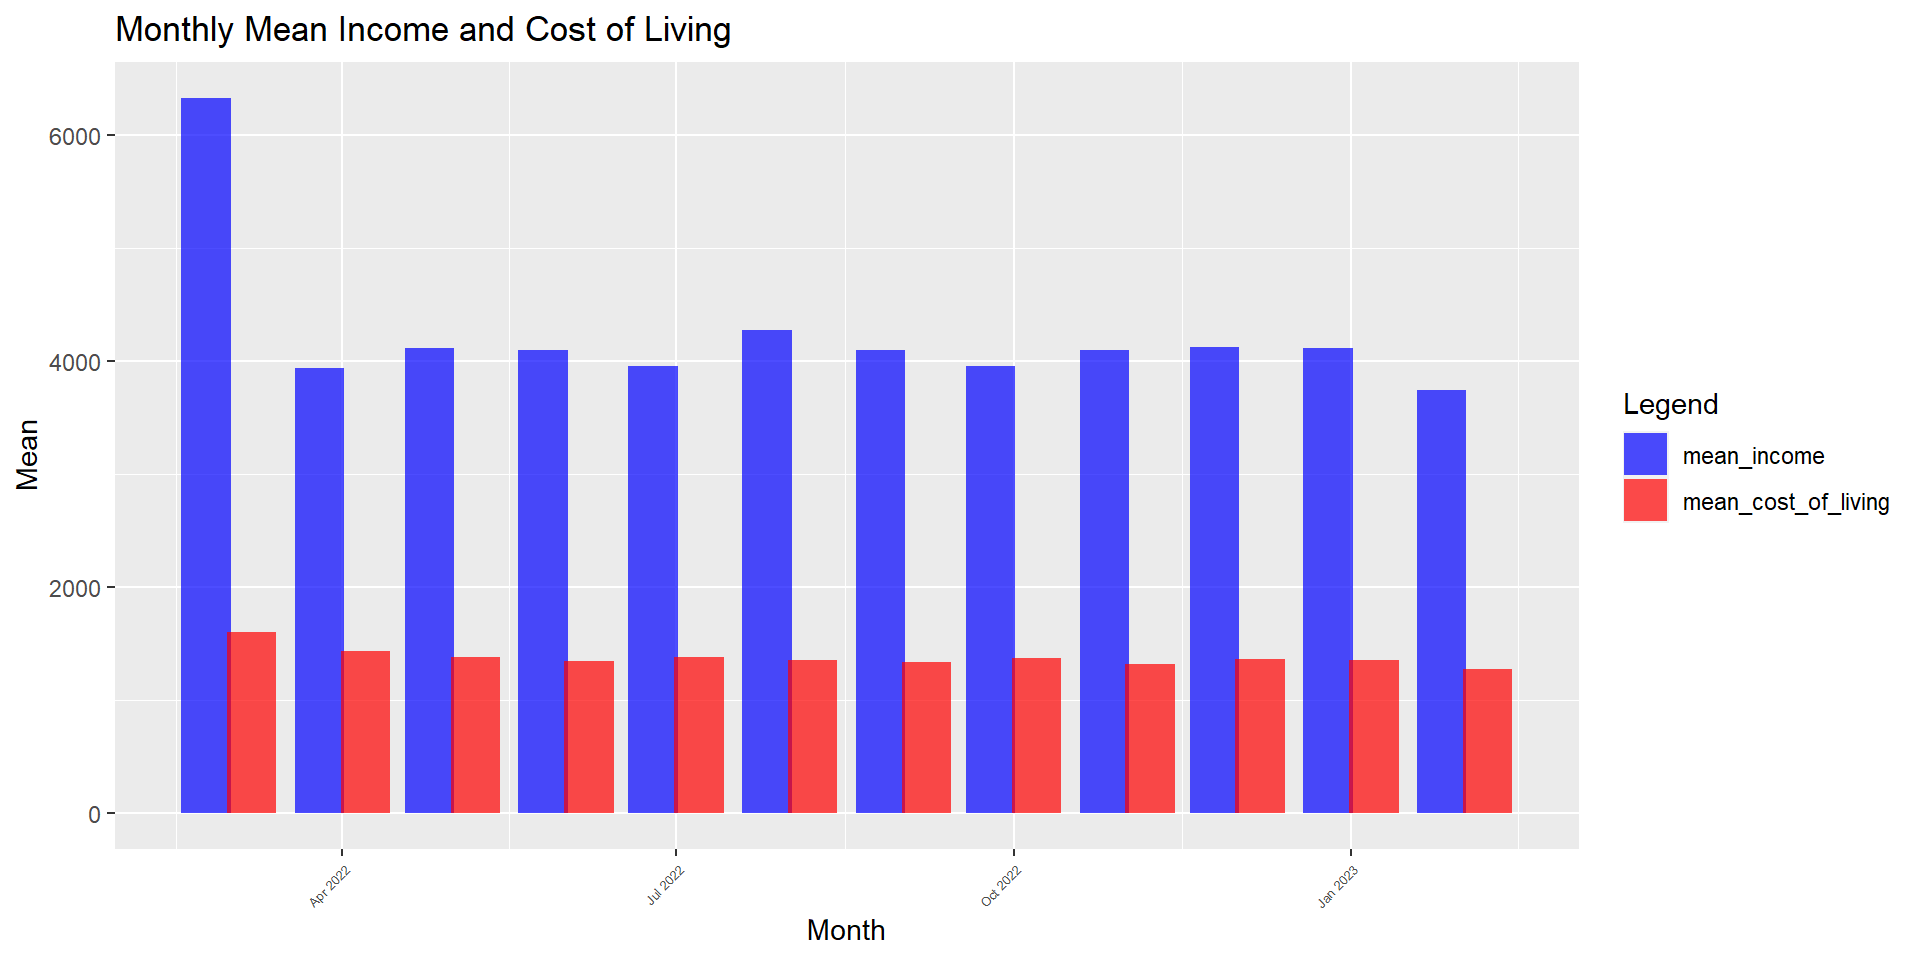 Monthly Mean Income and Cost of Living
6000
4000
2000
0
Mean
Apr 2022
Jul 2022
Oct 2022
Jan 2023
Month
Legend
mean_income
mean_cost_of_living